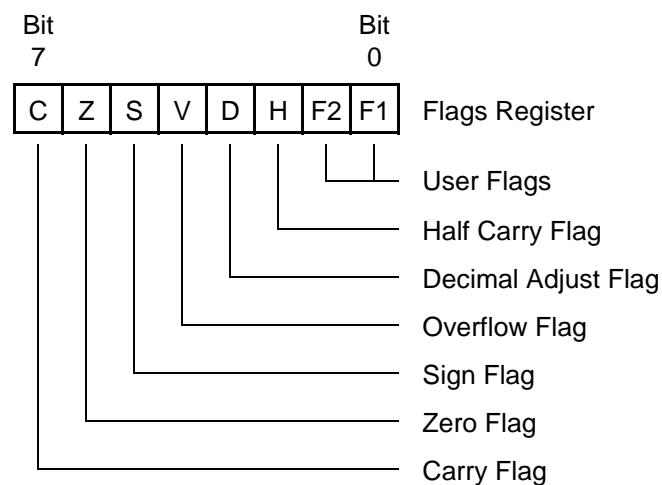 Bit Bit
7 0
C Z S V D H F2 F1 Flags Register
User Flags
Half Carry Flag
Decimal Adjust Flag
Overflow Flag
Sign Flag
Zero Flag
Carry Flag